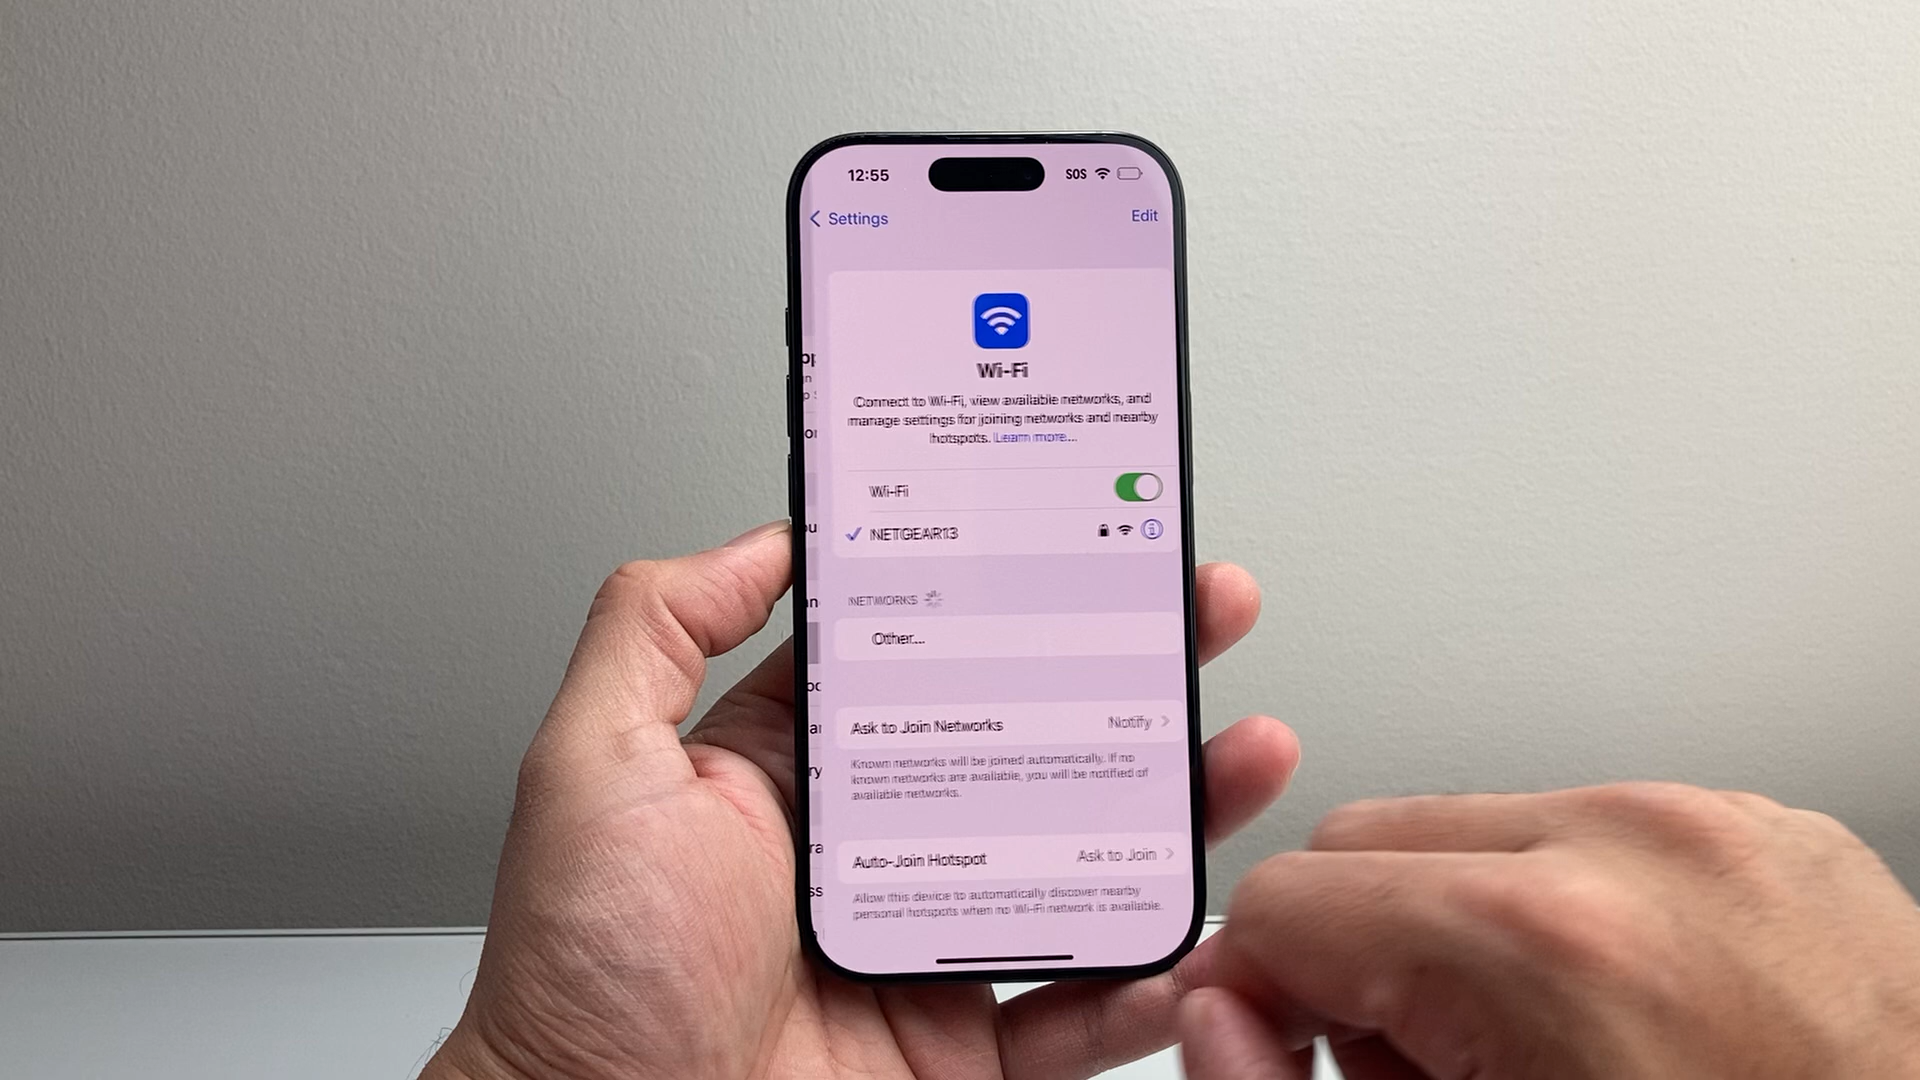 12:55
SOS
Settings
Edit
Wi-Fi
Connect to Wi-Fi, view available networks, and
manage settings for joining networks and nearby
hotspots. Learn more...
Wi-Fi
NETGEAR13
NETWORKS
Other...
Ask to Join Networks Notify
Known networks will be joined automatically. If no
known networks are available, you will be notified of
available networks.
Auto-Join Hotspot Ask to Join
Allow this device to automatically discover nearby
personal hotspots when no Wi-Fi network is available.